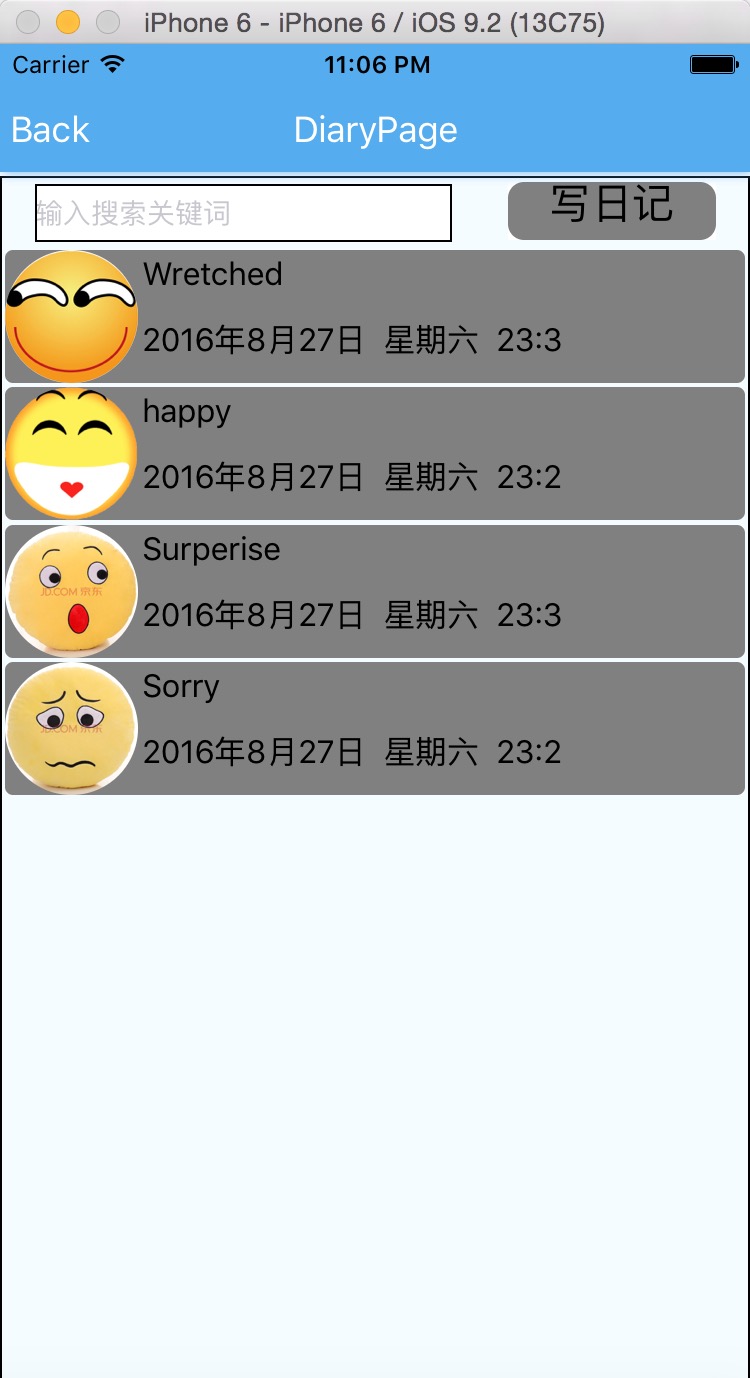 iPhone 6 - iPhone 6 / iOS 9.2 (13C75)
Carrier 11:06 PM
Back DiaryPage
输入搜索关键词 写日记
Wretched
2016年8月27日 星期六 23:3
happy
2016年8月27日 星期六 23:2
Surperise
JD.COM 京东
2016年8月27日 星期六 23:3
Sorry
JD.COM 京东
2016年8月27日 星期六 23:2